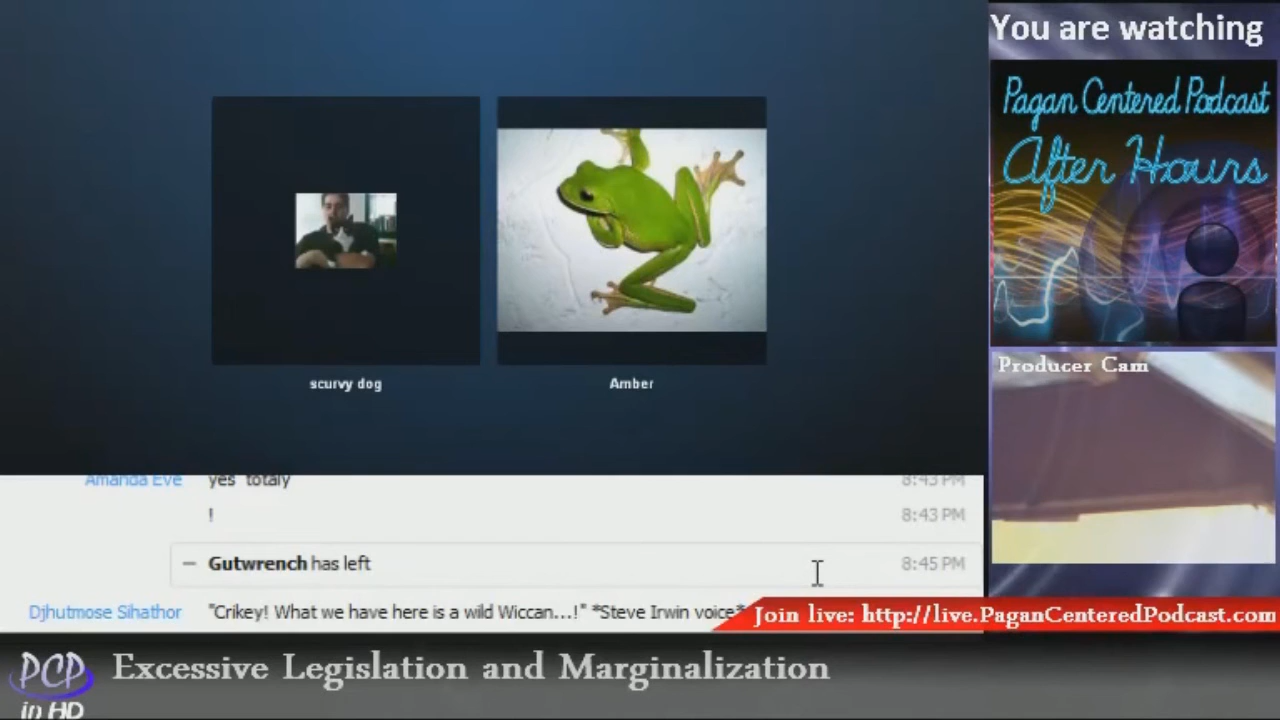 You are watching
Pagan Centered Podcast
After Hours
Producer Cam
scurvy dog
Amber
Amanda Eve yes totaly 8:43 PM
! 8:43 PM
– Gutwrench has left 8:45 PM
Djhutmose Sihathor "Crikey! What we have here is a wild Wiccan...!" *Steve Irwin voice*
Join live: http://live.PaganCenteredPodcast.com
PCP
in HD
Excessive Legislation and Marginalization